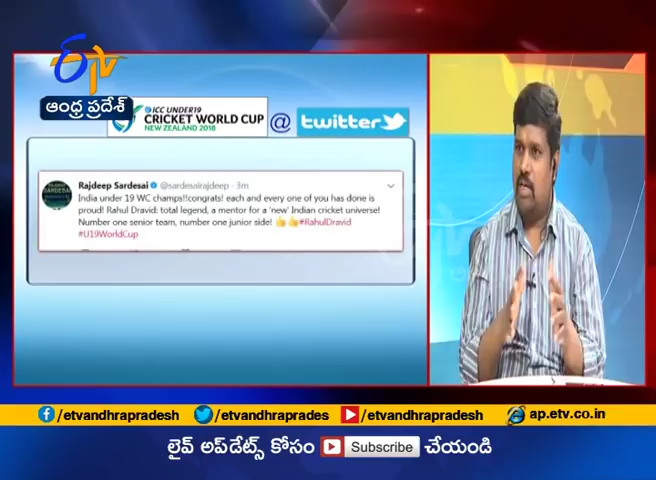 ETV
ఆంధ్ర ప్రదేశ్
ICC UNDER19
CRICKET WORLD CUP
NEW ZEALAND 2018
@ twitter
Rajdeep Sardesai @sardesairajdeep · 3m
India under 19 WC champs!!congrats! each and every one of you has done is
proud! Rahul Dravid: total legend, a mentor for a 'new' Indian cricket universe!
Number one senior team, number one junior side! 👍👍#RahulDravid
#U19WorldCup
/etvandhrapradesh /etvandhraprades /etvandhrapradesh ap.etv.co.in
లైవ్ అప్‌డేట్స్ కోసం Subscribe చేయండి